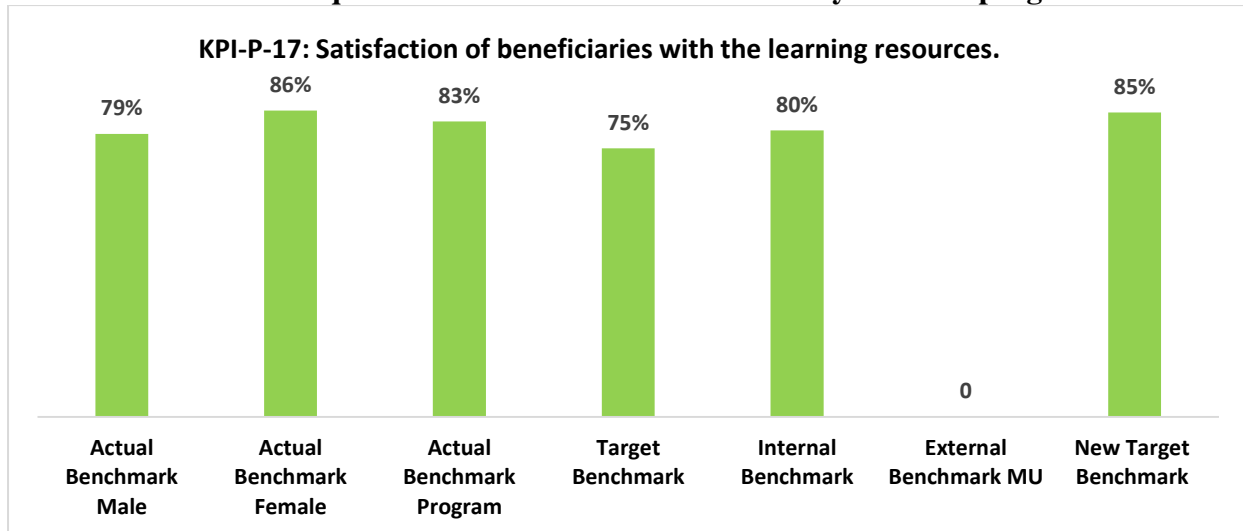 KPI-P-17: Satisfaction of beneficiaries with the learning resources.
79%
86%
83%
75%
80%
0
85%
Actual
Benchmark
Male
Actual
Benchmark
Female
Actual
Benchmark
Program
Target
Benchmark
Internal
Benchmark
External
Benchmark MU
New Target
Benchmark